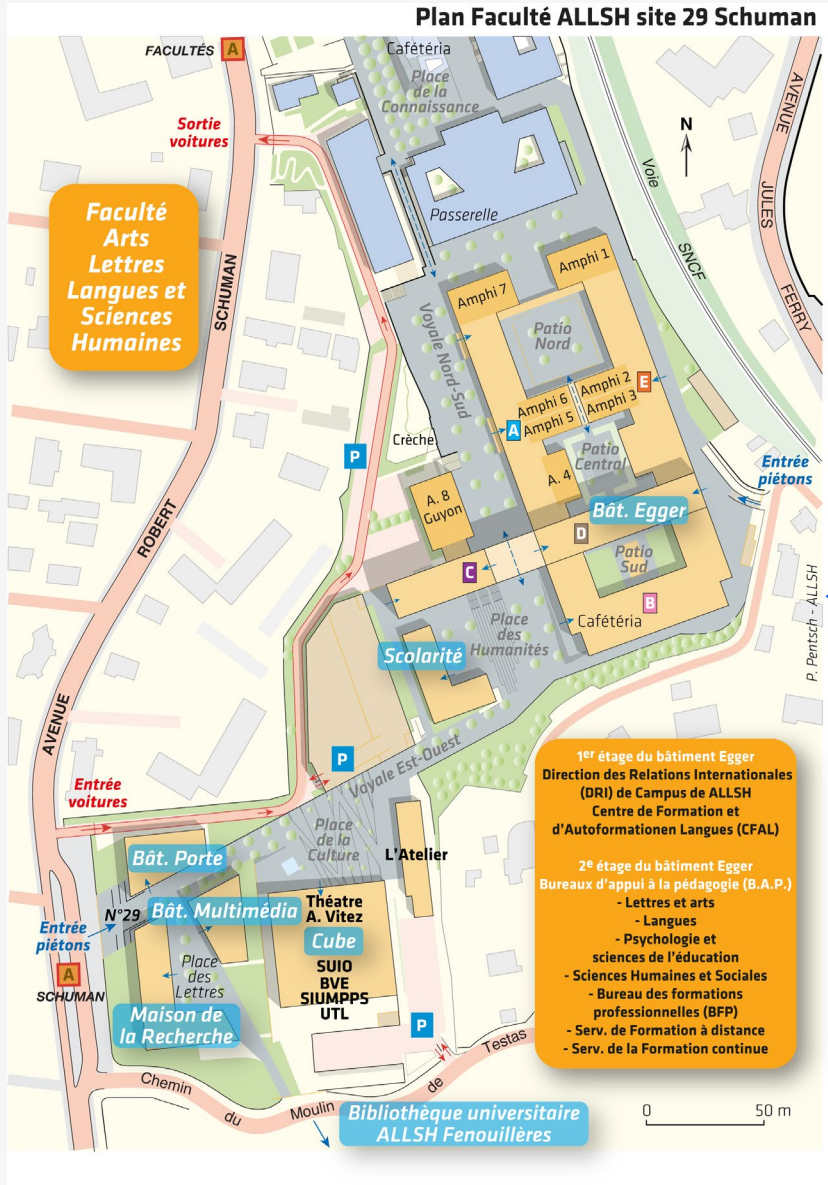 Plan Faculté ALLSH site 29 Schuman
FACULTÉS
A
Cafétéria
Place
de la
Connaissance
Sortie
voitures
N
AVENUE
JULES
FERRY
Voie
SNCF
Passerelle
Faculté
Arts
Lettres
Langues et
Sciences
Humaines
SCHUMAN
ROBERT
AVENUE
Amphi 1
Amphi 7
Patio
Nord
Voyale Nord-Sud
Amphi 2
Amphi 3
Amphi 6
Amphi 5
E
A
P
Crèche
Patio
Central
A. 4
Entrée
piétons
A. 8
Guyon
Bât. Egger
D
C
Patio
Sud
B
Cafétéria
Place
des
Humanités
P. Pentsch - ALLSH
Scolarité
P
Voyale Est-Ouest
Entrée
voitures
1er étage du bâtiment Egger
Direction des Relations Internationales
(DRI) de Campus de ALLSH
Centre de Formation et
d'Autoformationen Langues (CFAL)
2e étage du bâtiment Egger
Bureaux d'appui à la pédagogie (B.A.P.)
- Lettres et arts
- Langues
- Psychologie et
sciences de l'éducation
- Sciences Humaines et Sociales
- Bureau des formations
professionnelles (BFP)
- Serv. de Formation à distance
- Serv. de la Formation continue
Place
de la
Culture
L'Atelier
Bât. Porte
N°29
Bât. Multimédia
Théatre
A. Vitez
Cube
SUIO
BVE
SIUMPPS
UTL
Entrée
piétons
A
SCHUMAN
Place
des
Lettres
Maison de
la Recherche
P
Chemin
du
Moulin
de
Testas
Bibliothèque universitaire
ALLSH Fenouillères
0
50 m